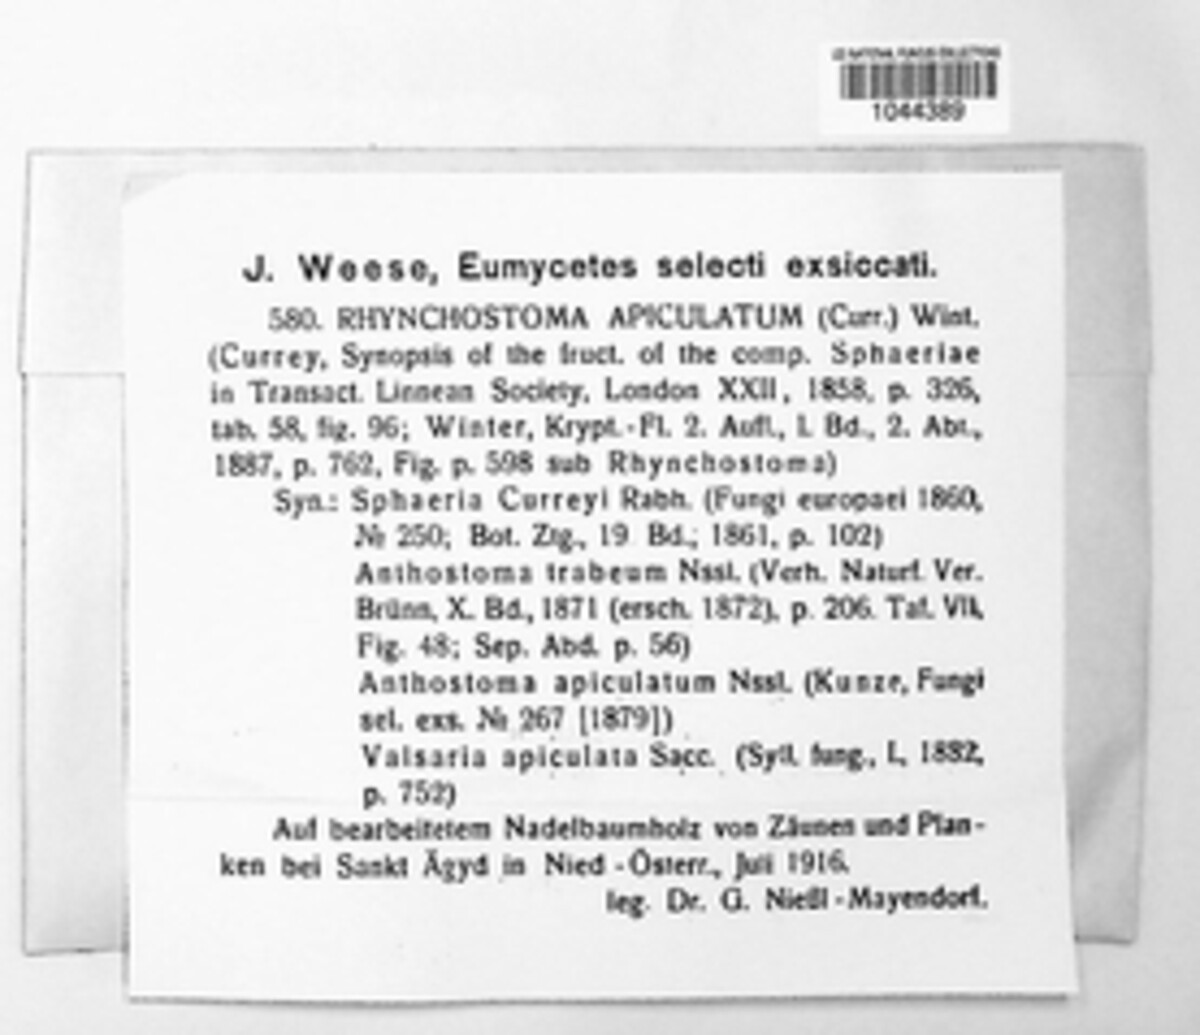 US NATIONAL FUNGUS COLLECTIONS
1044389
J. Weese, Eumycetes selecti exsiccati.
580. RHYNCHOSTOMA APICULATUM (Curr.) Wint.
(Currey, Synopsis of the fruct. of the comp. Sphaeriae
in Transact. Linnean Society, London XXII, 1858, p. 326,
tab. 58, fig. 96; Winter, Krypt.-Fl. 2. Aufl., I. Bd., 2. Abt.,
1887, p. 762, Fig. p. 598 sub Rhynchostoma)
Syn.: Sphaeria Curreyi Rabh. (Fungi europaei 1860,
№ 250; Bot. Ztg., 19 Bd.; 1861, p. 102)
Anthostoma trabeum Nssl. (Verh. Naturf. Ver.
Brünn, X. Bd., 1871 (ersch. 1872), p. 206. Taf. VII,
Fig. 48; Sep. Abd. p. 56)
Anthostoma apiculatum Nssl. (Kunze, Fungi
sel. exs. № 267 [1879])
Valsaria apiculata Sacc. (Syll. fung., I, 1882,
p. 752)
Auf bearbeitetem Nadelbaumholz von Zäunen und Plan-
ken bei Sankt Ägyd in Nied-Österr., Juli 1916.
leg. Dr. G. Nießl-Mayendorf.